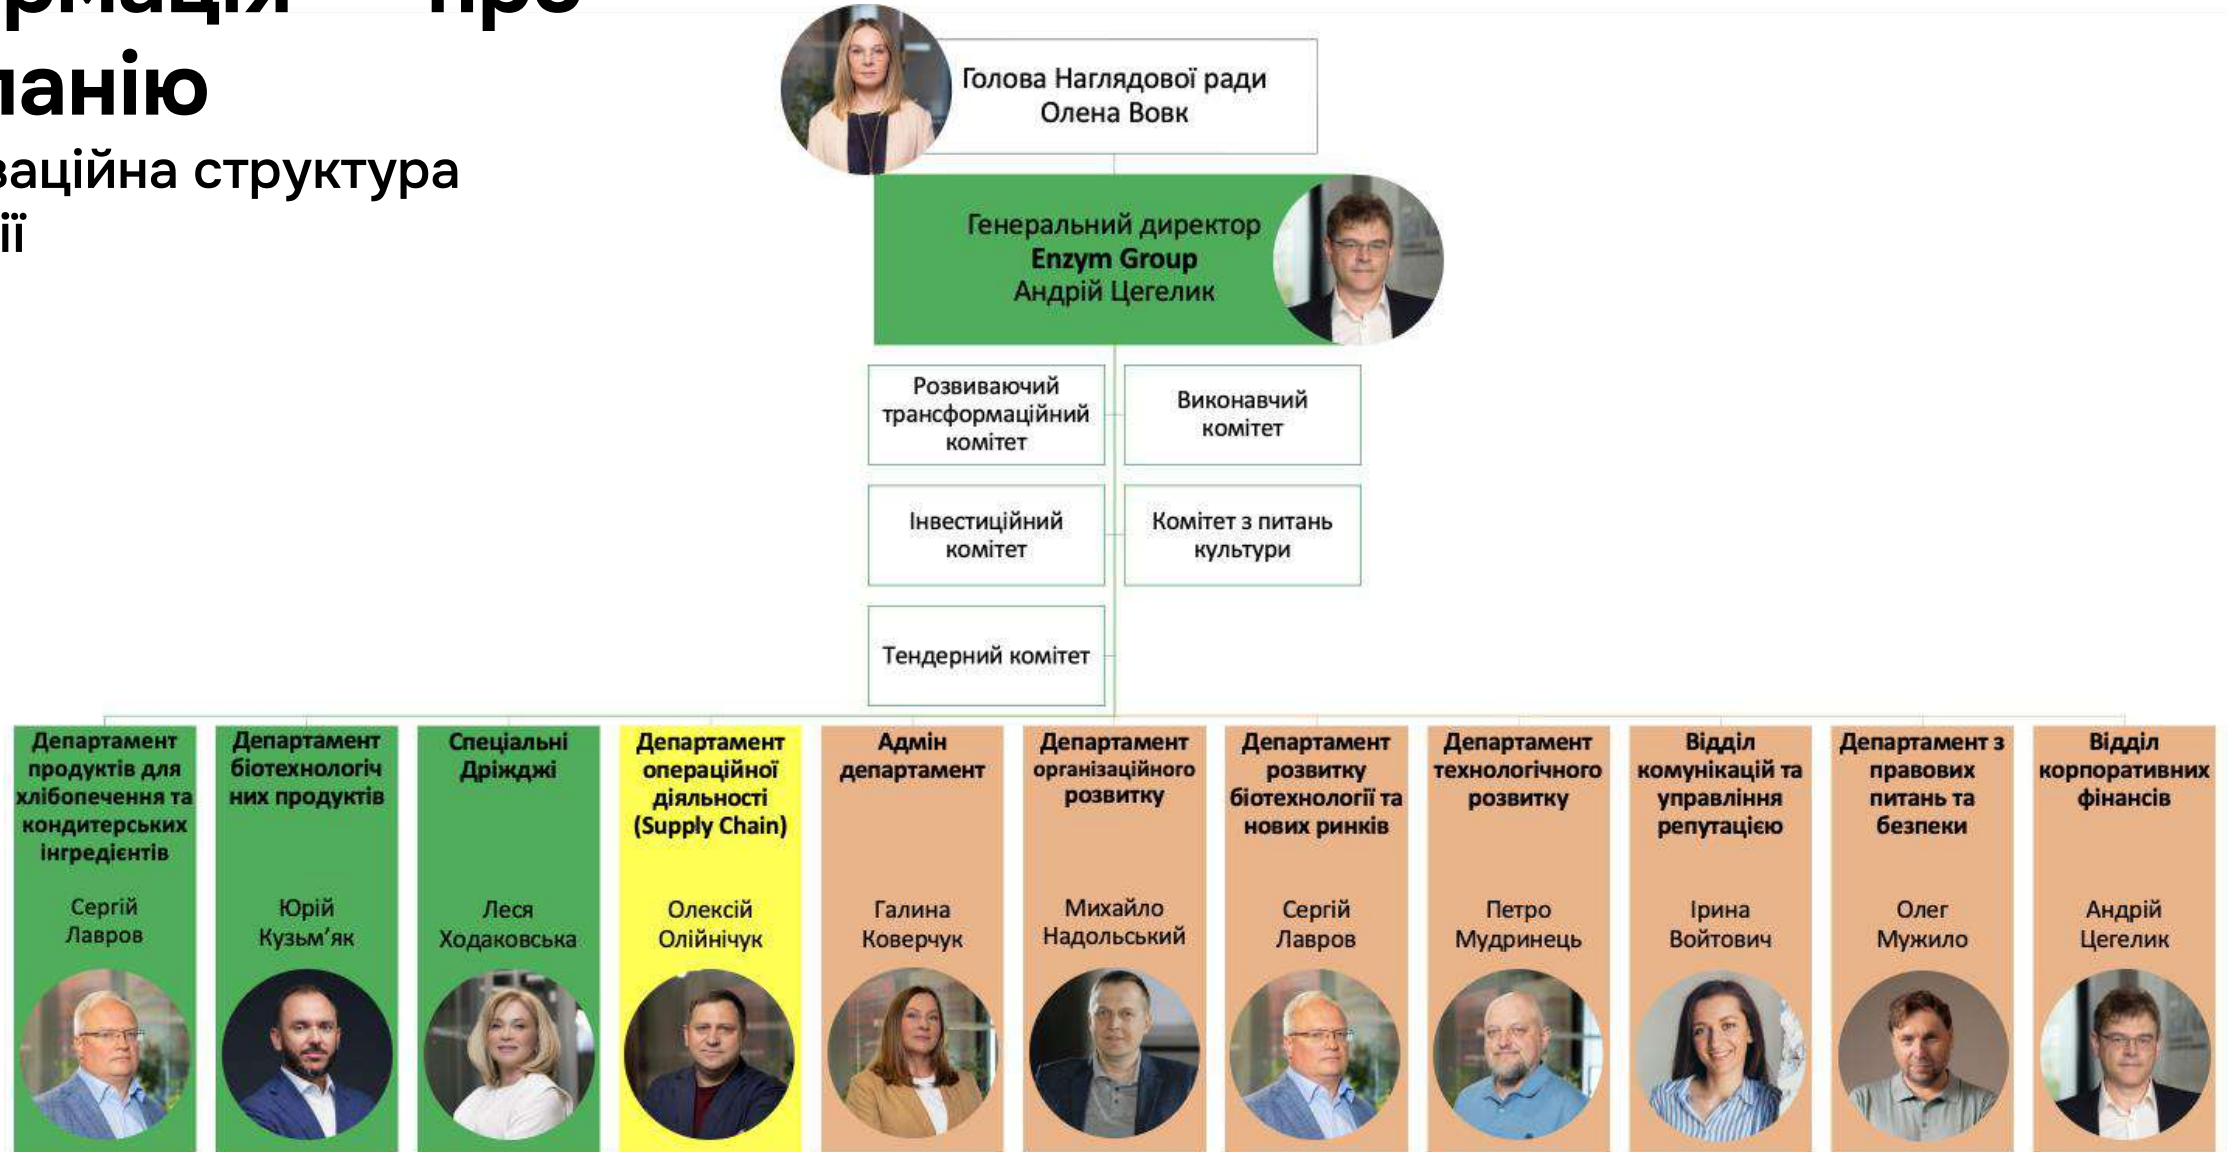 рмація про
панію
заційна структура
ії
Голова Наглядової ради
Олена Вовк
Генеральний директор
Enzym Group
Андрій Цегелик
Розвиваючий
трансформаційний
комітет
Виконавчий
комітет
Інвестиційний
комітет
Комітет з питань
культури
Тендерний комітет
Департамент
продуктів для
хлібопечення та
кондитерських
інгредієнтів
Сергій
Лавров
Департамент
біотехнологіч
них продуктів
Юрій
Кузьм’як
Спеціальні
Дріжджі
Леся
Ходаковська
Департамент
операційної
діяльності
(Supply Chain)
Олексій
Олійнічук
Адмін
департамент
Галина
Коверчук
Департамент
організаційного
розвитку
Михайло
Надольський
Департамент
розвитку
біотехнології та
нових ринків
Сергій
Лавров
Департамент
технологічного
розвитку
Петро
Мудринець
Відділ
комунікацій та
управління
репутацією
Ірина
Войтович
Департамент з
правових
питань та
безпеки
Олег
Мужило
Відділ
корпоративних
фінансів
Андрій
Цегелик